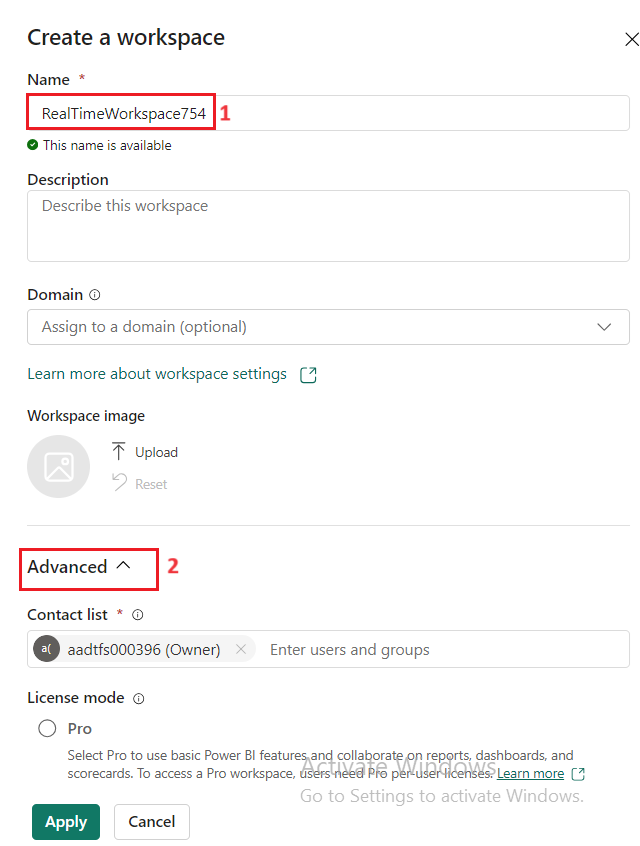 Create a workspace
Name *
RealTimeWorkspace754 1
This name is available
Description
Describe this workspace
Domain
Assign to a domain (optional)
Learn more about workspace settings
Workspace image
Upload
Reset
Advanced 2
Contact list *
a( aadtfs000396 (Owner) Enter users and groups
License mode
Pro
Select Pro to use basic Power BI features and collaborate on reports, dashboards, and
scorecards. To access a Pro workspace, users need Pro per-user licenses. Learn more
Activate Windows
Go to Settings to activate Windows.
Apply Cancel